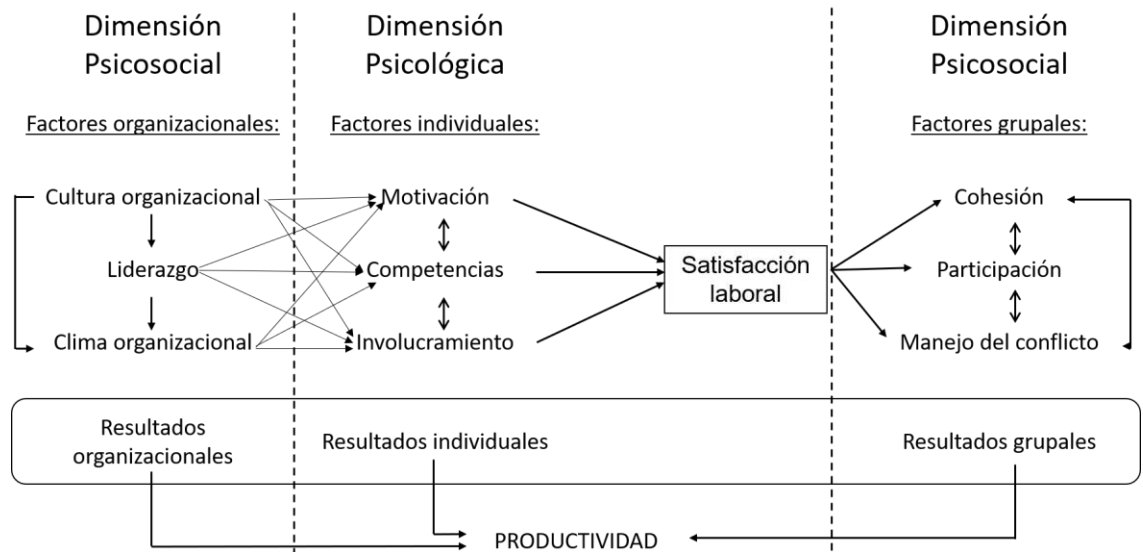 Dimensión
Psicosocial
Dimensión
Psicológica
Dimensión
Psicosocial
Factores organizacionales:
Factores individuales:
Factores grupales:
Cultura organizacional
Motivación
Cohesión
Liderazgo
Competencias
Satisfacción
laboral
Participación
Clima organizacional
Involucramiento
Manejo del conflicto
Resultados
organizacionales
Resultados individuales
Resultados grupales
PRODUCTIVIDAD